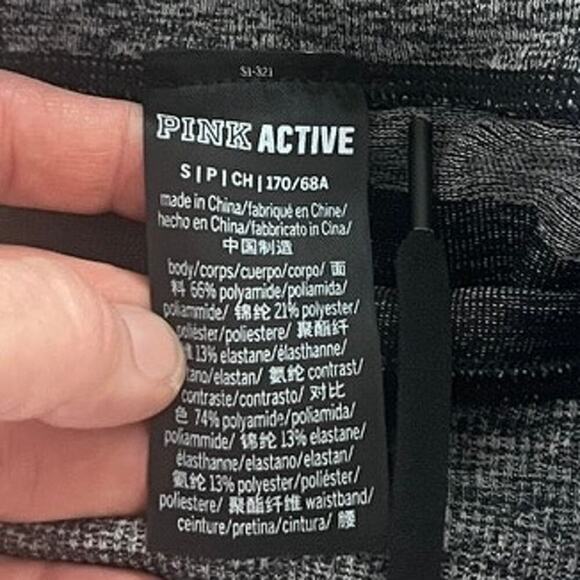 S1-321
PINK ACTIVE
S | P | CH | 170/68A
made in China/fabriqué en Chine/
hecho en China/fabbricato in Cina/
中国制造
body/corps/cuerpo/corpo/ 面
料 66% polyamide/poliamida/
poliammide/ 锦纶 21% polyester/
poliéster/poliestere/ 聚酯纤
13% elastane/élasthanne/
tano/elastan/ 氨纶 contrast/
contraste/contrasto/ 对比
色 74% polyamide/poliamida/
poliammide/ 锦纶 13% elastane/
élasthanne/elastano/elastan/
氨纶 13% polyester/poliéster/
poliestere/ 聚酯纤维 waistband/
ceinture/pretina/cintura/ 腰